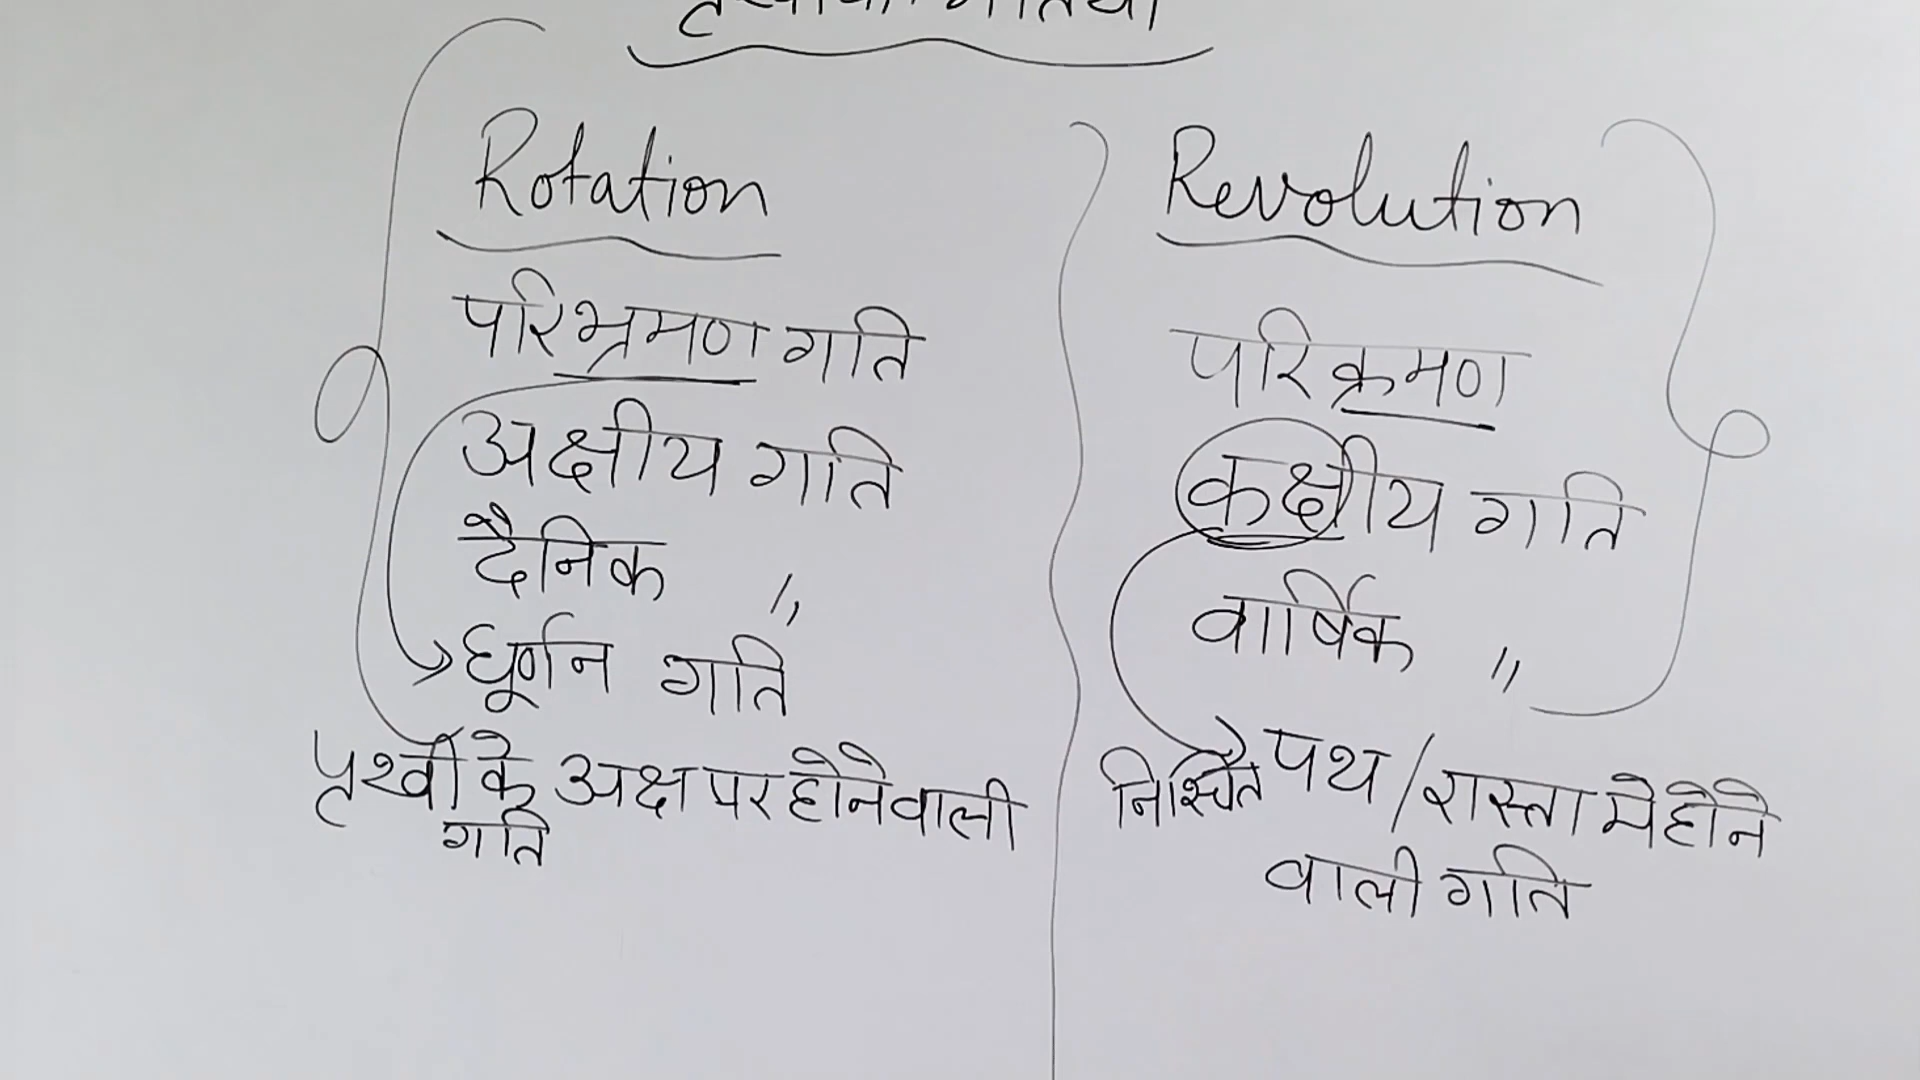 Rotation
परिभ्रमण गति
अक्षीय गति
दैनिक "
घूर्णन गति
पृथ्वी के अक्ष पर होने वाली
गति
Revolution
परिक्रमण
कक्षीय गति
वार्षिक "
निश्चित पथ / रास्ता मे होने
वाली गति